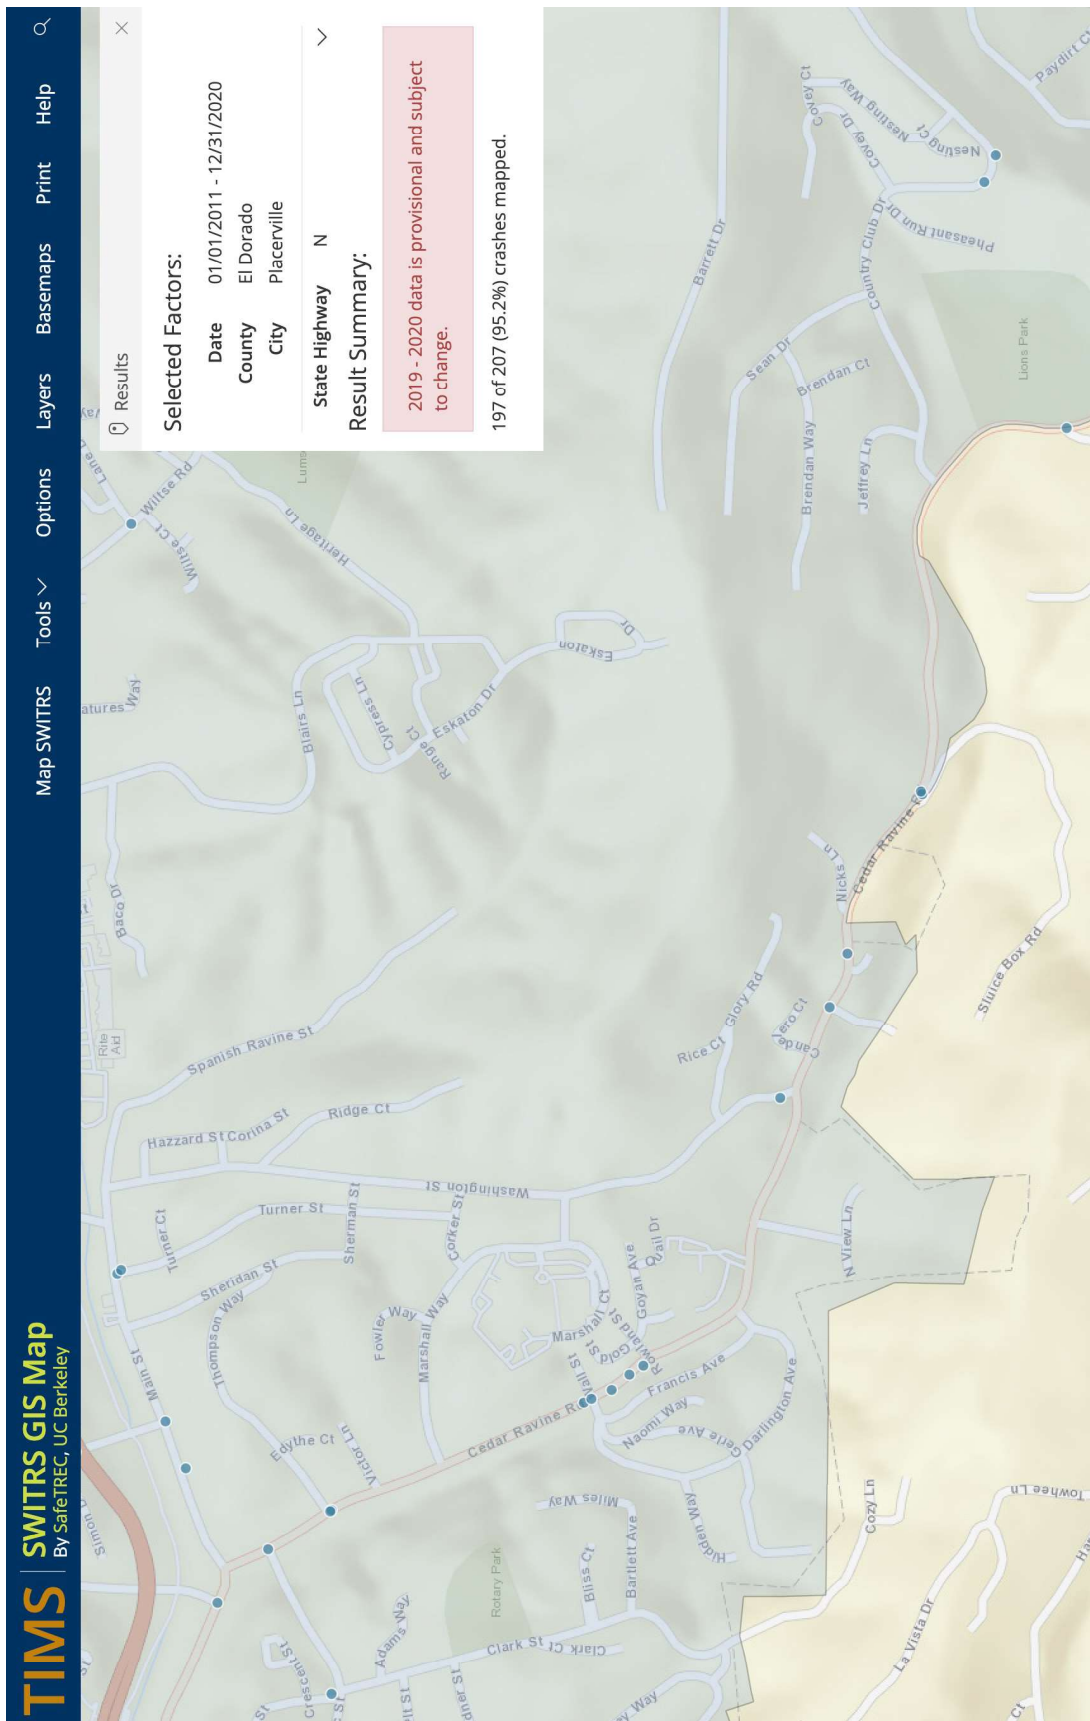 TIMS
SWITRS GIS Map
By SafeTREC, UC Berkeley
Map SWITRS
Tools
Options
Layers
Basemaps
Print
Help
Results
Selected Factors:
Date 01/01/2011 - 12/31/2020
County El Dorado
City Placerville
State Highway N
Result Summary:
2019 - 2020 data is provisional and subject
to change.
197 of 207 (95.2%) crashes mapped.
Main St
Crescent St
Adams Way
Clark St
Clark Ct
Bliss Ct
Bartlett Ave
Miles Way
Rotary Park
Edythe Ct
Victor Ln
Thompson Way
Sheridan St
Turner Ct
Turner St
Sherman St
Hazzard St
Corina St
Ridge Ct
Spanish Ravine St
Rite
Aid
Baco Dr
Blairs Ln
Cypress Ln
Range Ct
Eskaton Dr
Eskaton
Dr
Heritage Ln
Wiltse Rd
Wiltse Ct
Washington St
Corker St
Fowler Way
Marshall Way
Marshall Ct
Cedar Ravine R
Gold St
Rowland St
Goyan Ave
Quail Dr
Francis Ave
Naomi Way
Gerie Ave
Darlington Ave
Hidden Way
N View Ln
Rice Ct
Glory Rd
Nicks Ln
Cedar Ravine R
Sluice Box Rd
Cozy Ln
La Vista Dr
Towhee Ln
Barrett Dr
Sean Dr
Brendan Ct
Brendan Way
Jeffrey Ln
Country Club Dr
Pheasant Run Dr
Covey Ct
Covey Dr
Nesting Way
Nesting Ct
Paydirt Ct
Lions Park